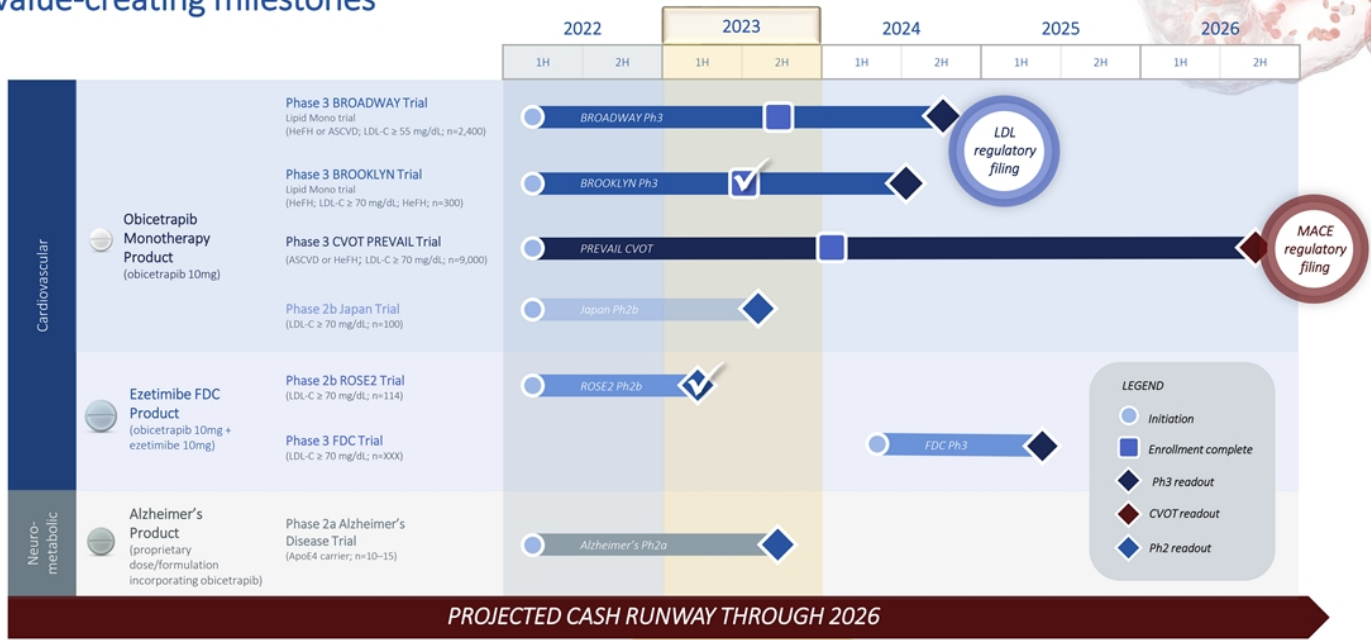 value-creating milestones
2022
2023
2024
2025
2026
1H
2H
1H
2H
1H
2H
1H
2H
1H
2H
Cardiovascular
Obicetrapib
Monotherapy
Product
(obicetrapib 10mg)
Phase 3 BROADWAY Trial
Lipid Mono trial
(HeFH or ASCVD; LDL-C ≥ 55 mg/dL; n=2,400)
BROADWAY Ph3
LDL
regulatory
filing
Phase 3 BROOKLYN Trial
Lipid Mono trial
(HeFH; LDL-C ≥ 70 mg/dL; HeFH; n=300)
BROOKLYN Ph3
Phase 3 CVOT PREVAIL Trial
(ASCVD or HeFH; LDL-C ≥ 70 mg/dL; n=9,000)
PREVAIL CVOT
MACE
regulatory
filing
Phase 2b Japan Trial
(LDL-C ≥ 70 mg/dL; n=100)
Japan Ph2b
Ezetimibe FDC
Product
(obicetrapib 10mg +
ezetimibe 10mg)
Phase 2b ROSE2 Trial
(LDL-C ≥ 70 mg/dL; n=114)
ROSE2 Ph2b
Phase 3 FDC Trial
(LDL-C ≥ 70 mg/dL; n=XXX)
FDC Ph3
LEGEND
Initiation
Enrollment complete
Ph3 readout
CVOT readout
Ph2 readout
Neuro-
metabolic
Alzheimer's
Product
(proprietary
dose/formulation
incorporating obicetrapib)
Phase 2a Alzheimer's
Disease Trial
(ApoE4 carrier; n=10–15)
Alzheimer's Ph2a
PROJECTED CASH RUNWAY THROUGH 2026